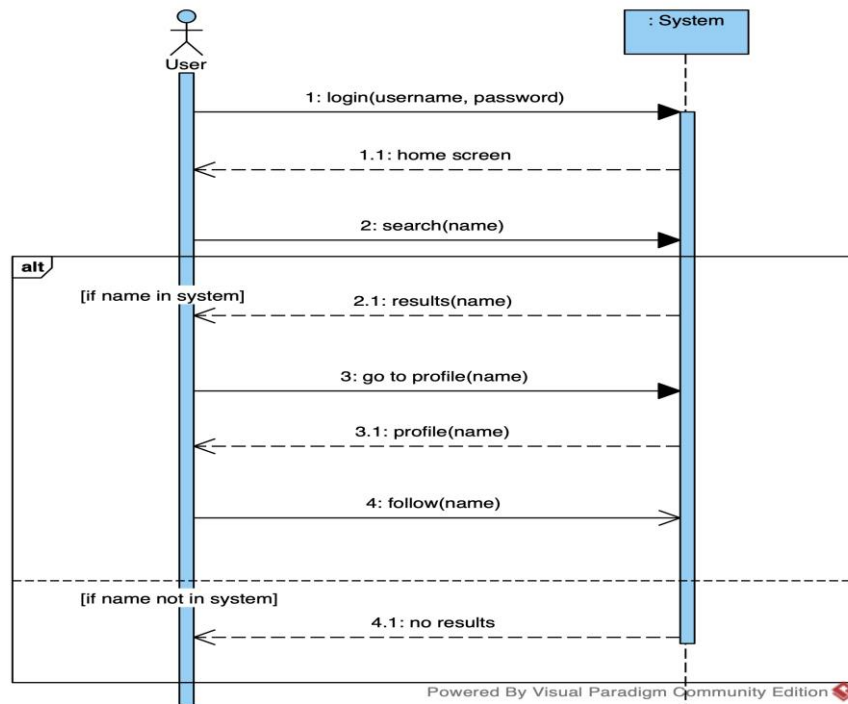 : System
User
1: login(username, password)
1.1: home screen
2: search(name)
alt
[if name in system]
2.1: results(name)
3: go to profile(name)
3.1: profile(name)
4: follow(name)
[if name not in system]
4.1: no results
Powered By Visual Paradigm Community Edition